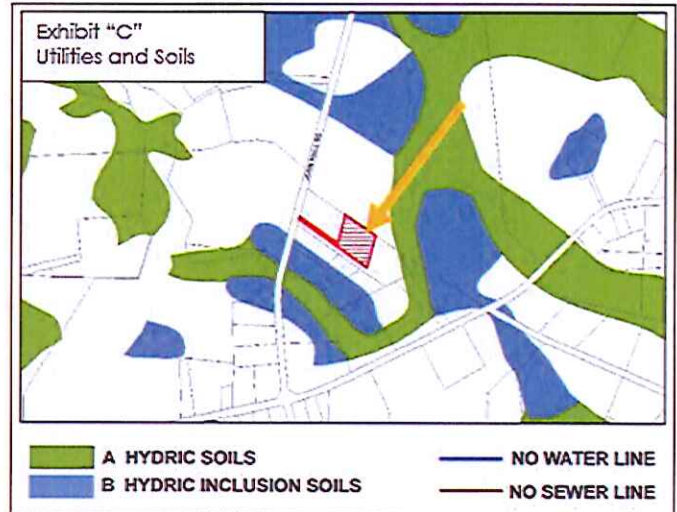 Exhibit "C"
Utilities and Soils
A HYDRIC SOILS
B HYDRIC INCLUSION SOILS
NO WATER LINE
NO SEWER LINE